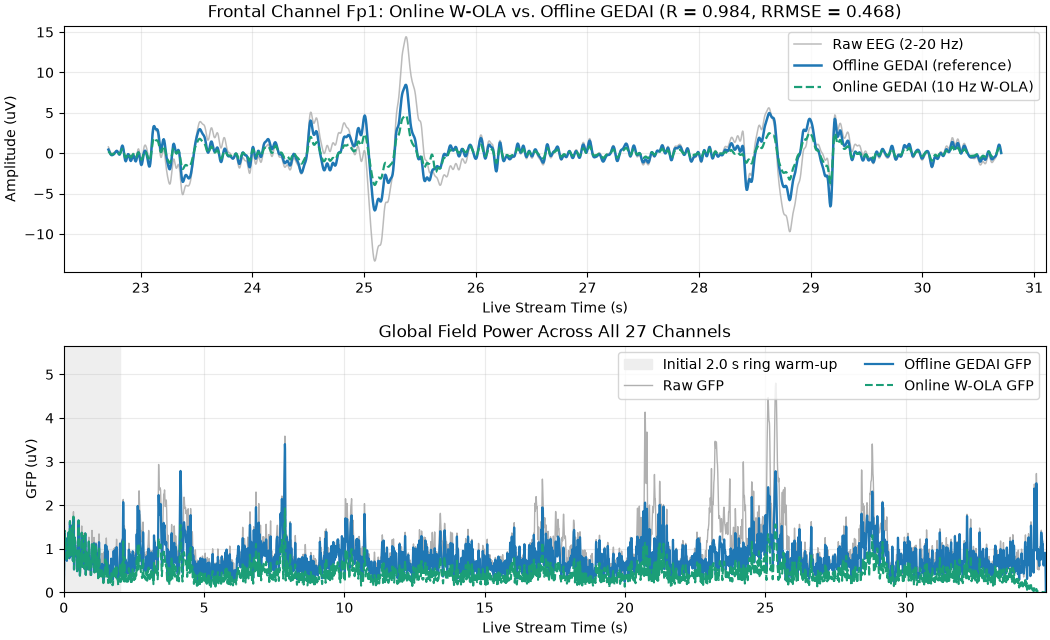 Frontal Channel Fp1: Online W-OLA vs. Offline GEDAI (R = 0.984, RRMSE = 0.468)
Amplitude (uV)
15
10
5
0
−5
−10
Raw EEG (2-20 Hz)
Offline GEDAI (reference)
Online GEDAI (10 Hz W-OLA)
23 24 25 26 27 28 29 30 31
Live Stream Time (s)
Global Field Power Across All 27 Channels
GFP (uV)
5
4
3
2
1
0
Initial 2.0 s ring warm-up
Raw GFP
Offline GEDAI GFP
Online W-OLA GFP
0 5 10 15 20 25 30
Live Stream Time (s)